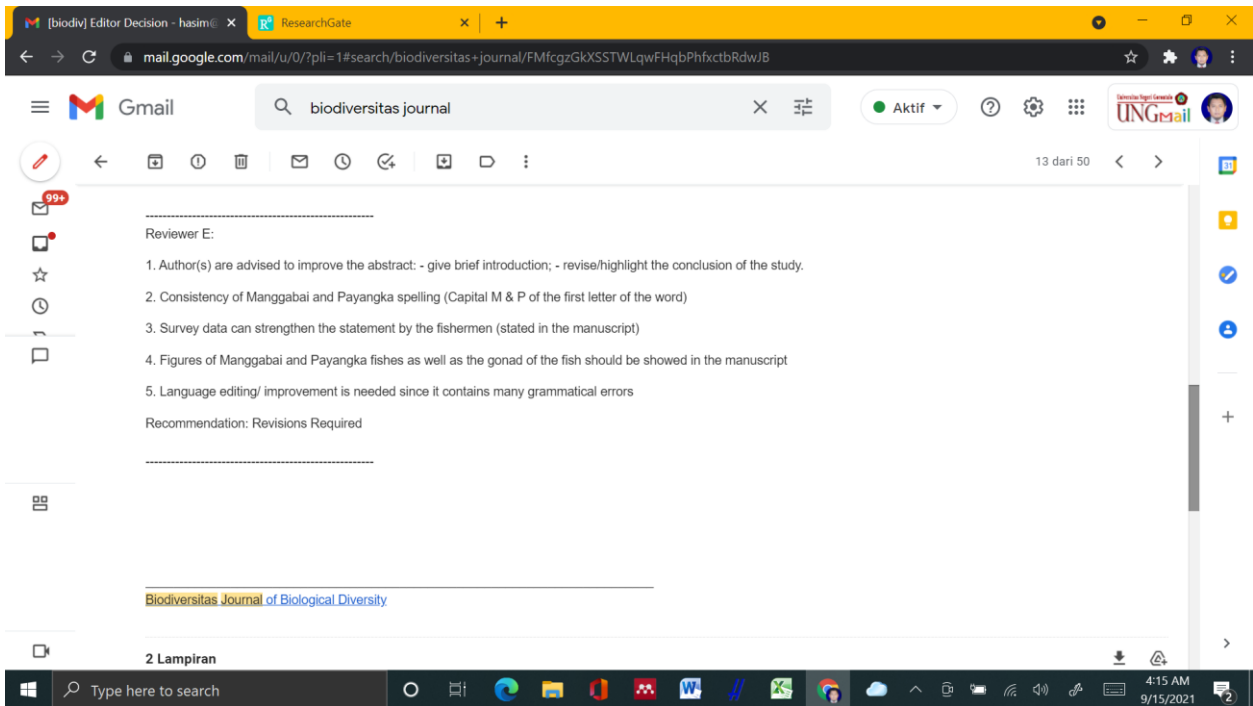 [biodiv] Editor Decision - hasim@
ResearchGate
mail.google.com/mail/u/0/?pli=1#search/biodiversitas+journal/FMfcgzGkXSSTWLqwFHqbPhfxctbRdwJB
Gmail
biodiversitas journal
Aktif
Universitas Negeri Gorontalo
UNGmail
13 dari 50
31
99+
--------------------------------------------------------
Reviewer E:
1. Author(s) are advised to improve the abstract: - give brief introduction; - revise/highlight the conclusion of the study.
2. Consistency of Manggabai and Payangka spelling (Capital M & P of the first letter of the word)
3. Survey data can strengthen the statement by the fishermen (stated in the manuscript)
4. Figures of Manggabai and Payangka fishes as well as the gonad of the fish should be showed in the manuscript
5. Language editing/ improvement is needed since it contains many grammatical errors
Recommendation: Revisions Required
--------------------------------------------------------
Biodiversitas Journal of Biological Diversity
2 Lampiran
Type here to search
4:15 AM
9/15/2021
2